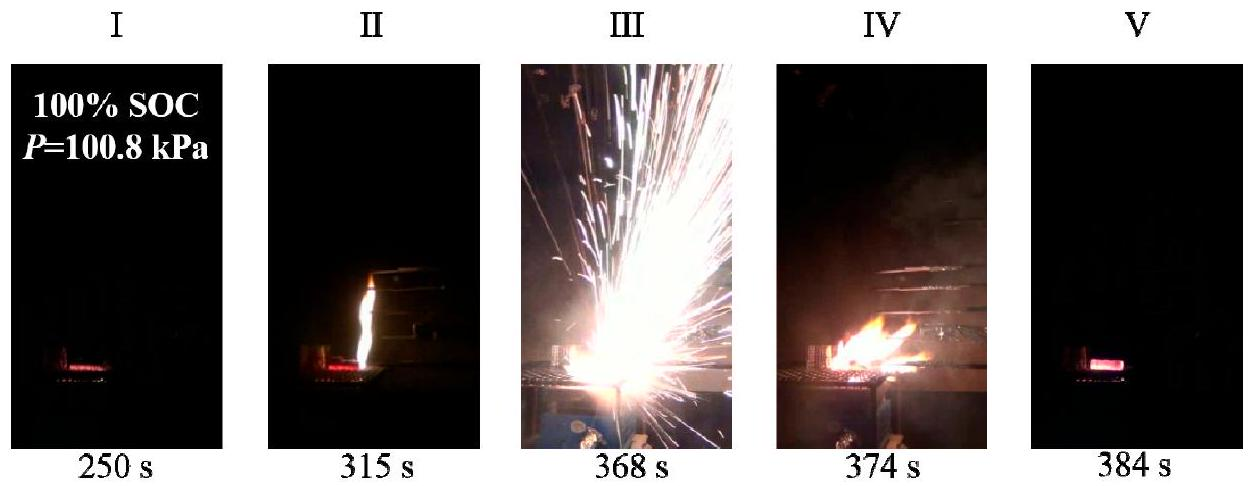 I II III IV V
100% SOC
P=100.8 kPa
250 s 315 s 368 s 374 s 384 s